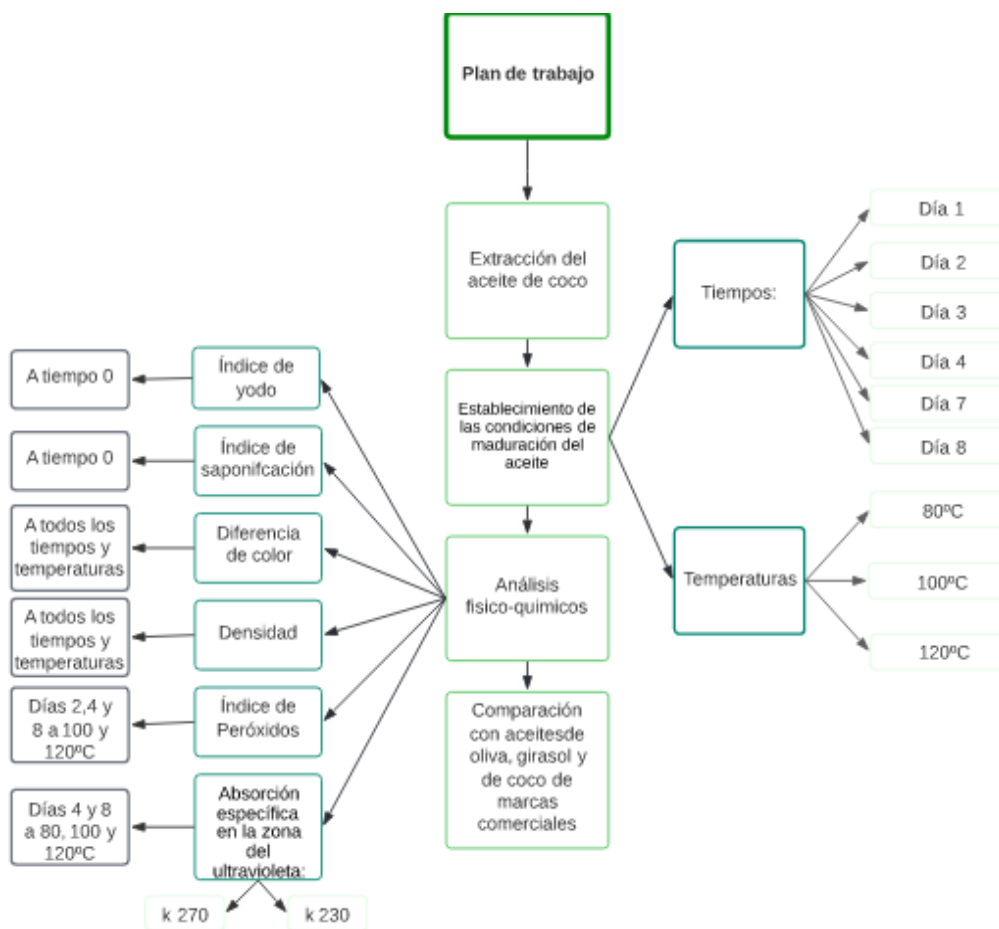 Plan de trabajo
Extracción del
aceite de coco
Establecimiento de
las condiciones de
maduración del
aceite
Tiempos:
Día 1
Día 2
Día 3
Día 4
Día 7
Día 8
Temperaturas
80ºC
100ºC
120ºC
Análisis
fisico-quimicos
Índice de
yodo
A tiempo 0
Índice de
saponifcación
A tiempo 0
Diferencia
de color
A todos los
tiempos y
temperaturas
Densidad
A todos los
tiempos y
temperaturas
Índice de
Peróxidos
Días 2,4 y
8 a 100 y
120ºC
Absorción
específica
en la zona
del
ultravioleta:
Días 4 y 8
a 80, 100 y
120ºC
k 270
k 230
Comparación
con aceitesde
oliva, girasol y
de coco de
marcas
comerciales